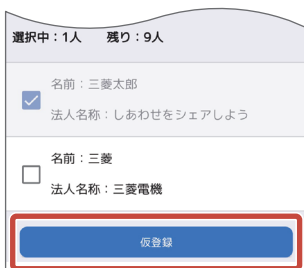 選択中：1人　残り：9人
名前：三菱太郎
法人名称：しあわせをシェアしよう
名前：三菱
法人名称：三菱電機
仮登録